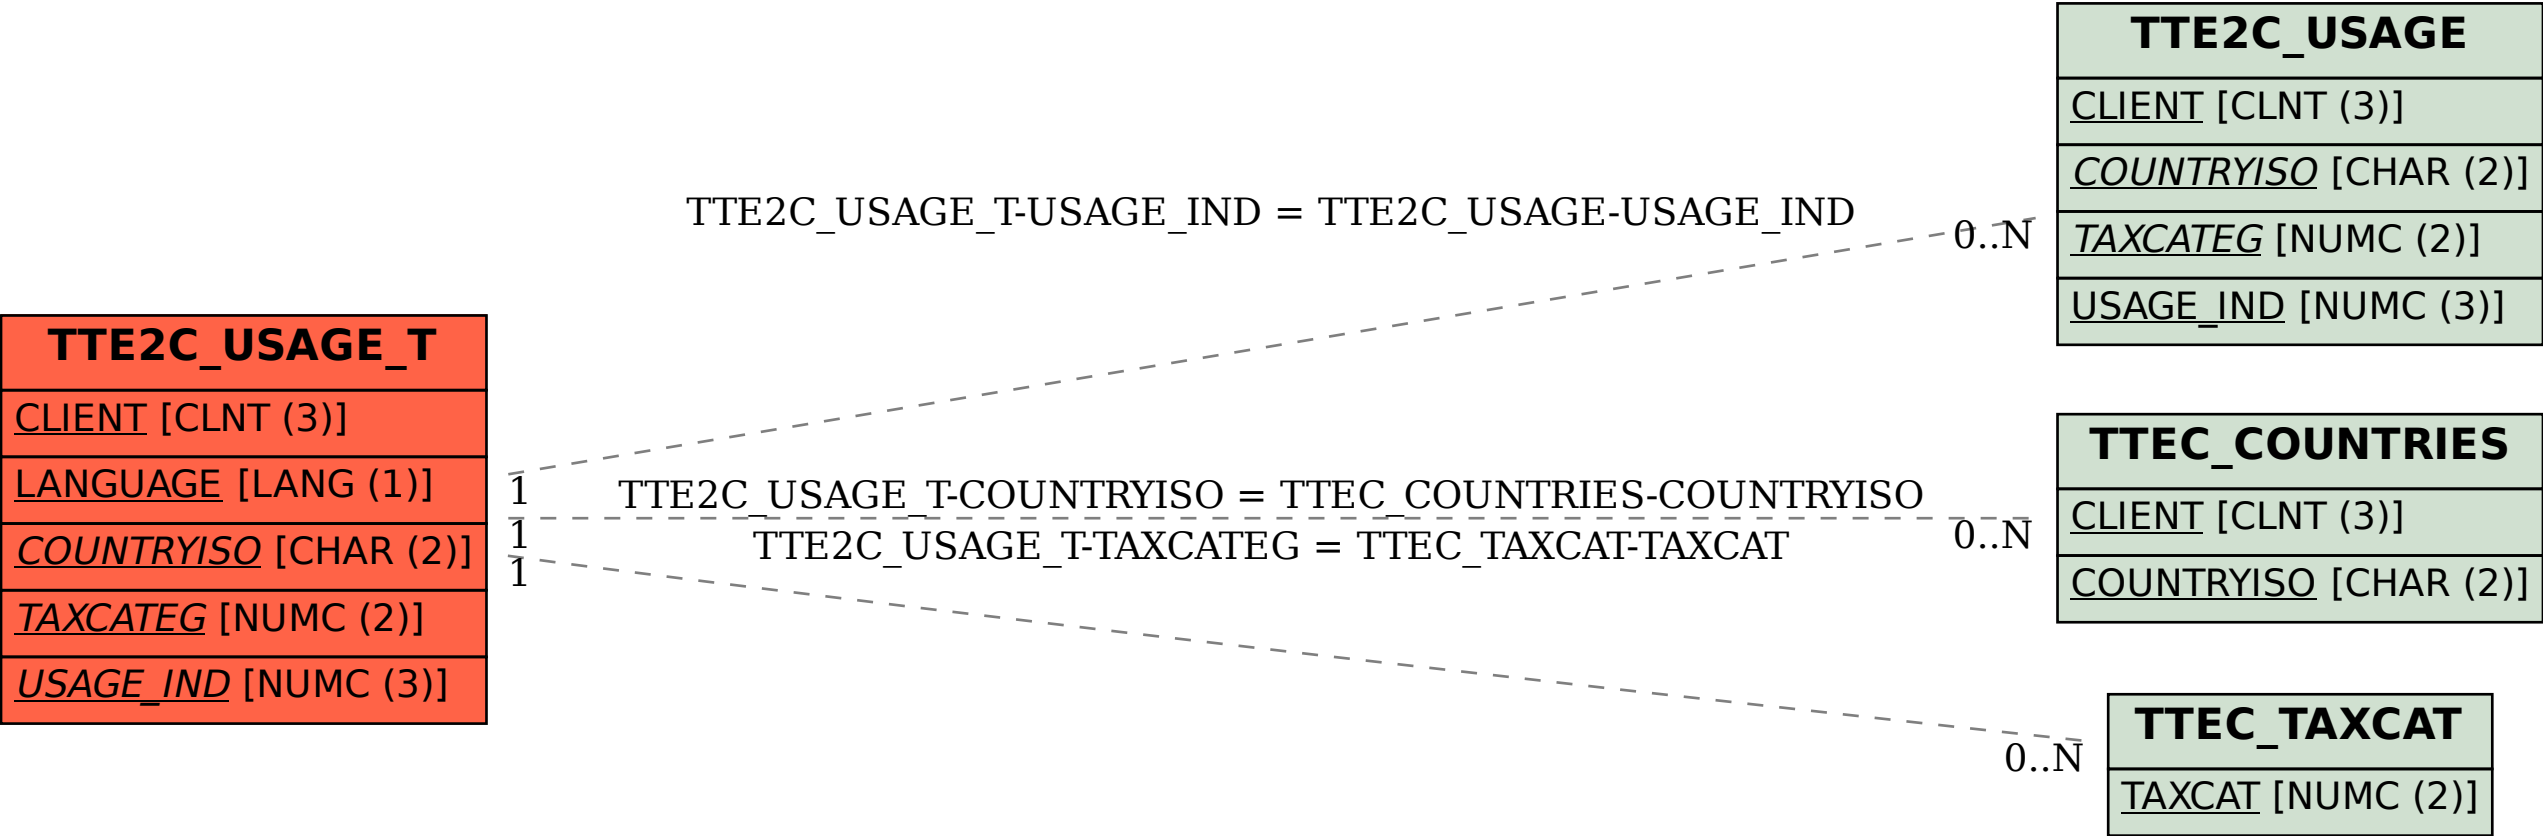 TTE2C_USAGE_T
CLIENT [CLNT (3)]
LANGUAGE [LANG (1)]
COUNTRYISO [CHAR (2)]
TAXCATEG [NUMC (2)]
USAGE_IND [NUMC (3)]
TTE2C_USAGE_T-USAGE_IND = TTE2C_USAGE-USAGE_IND
1
0..N
TTE2C_USAGE_T-COUNTRYISO = TTEC_COUNTRIES-COUNTRYISO
1
0..N
TTE2C_USAGE_T-TAXCATEG = TTEC_TAXCAT-TAXCAT
1
0..N
TTE2C_USAGE
CLIENT [CLNT (3)]
COUNTRYISO [CHAR (2)]
TAXCATEG [NUMC (2)]
USAGE_IND [NUMC (3)]
TTEC_COUNTRIES
CLIENT [CLNT (3)]
COUNTRYISO [CHAR (2)]
TTEC_TAXCAT
TAXCAT [NUMC (2)]